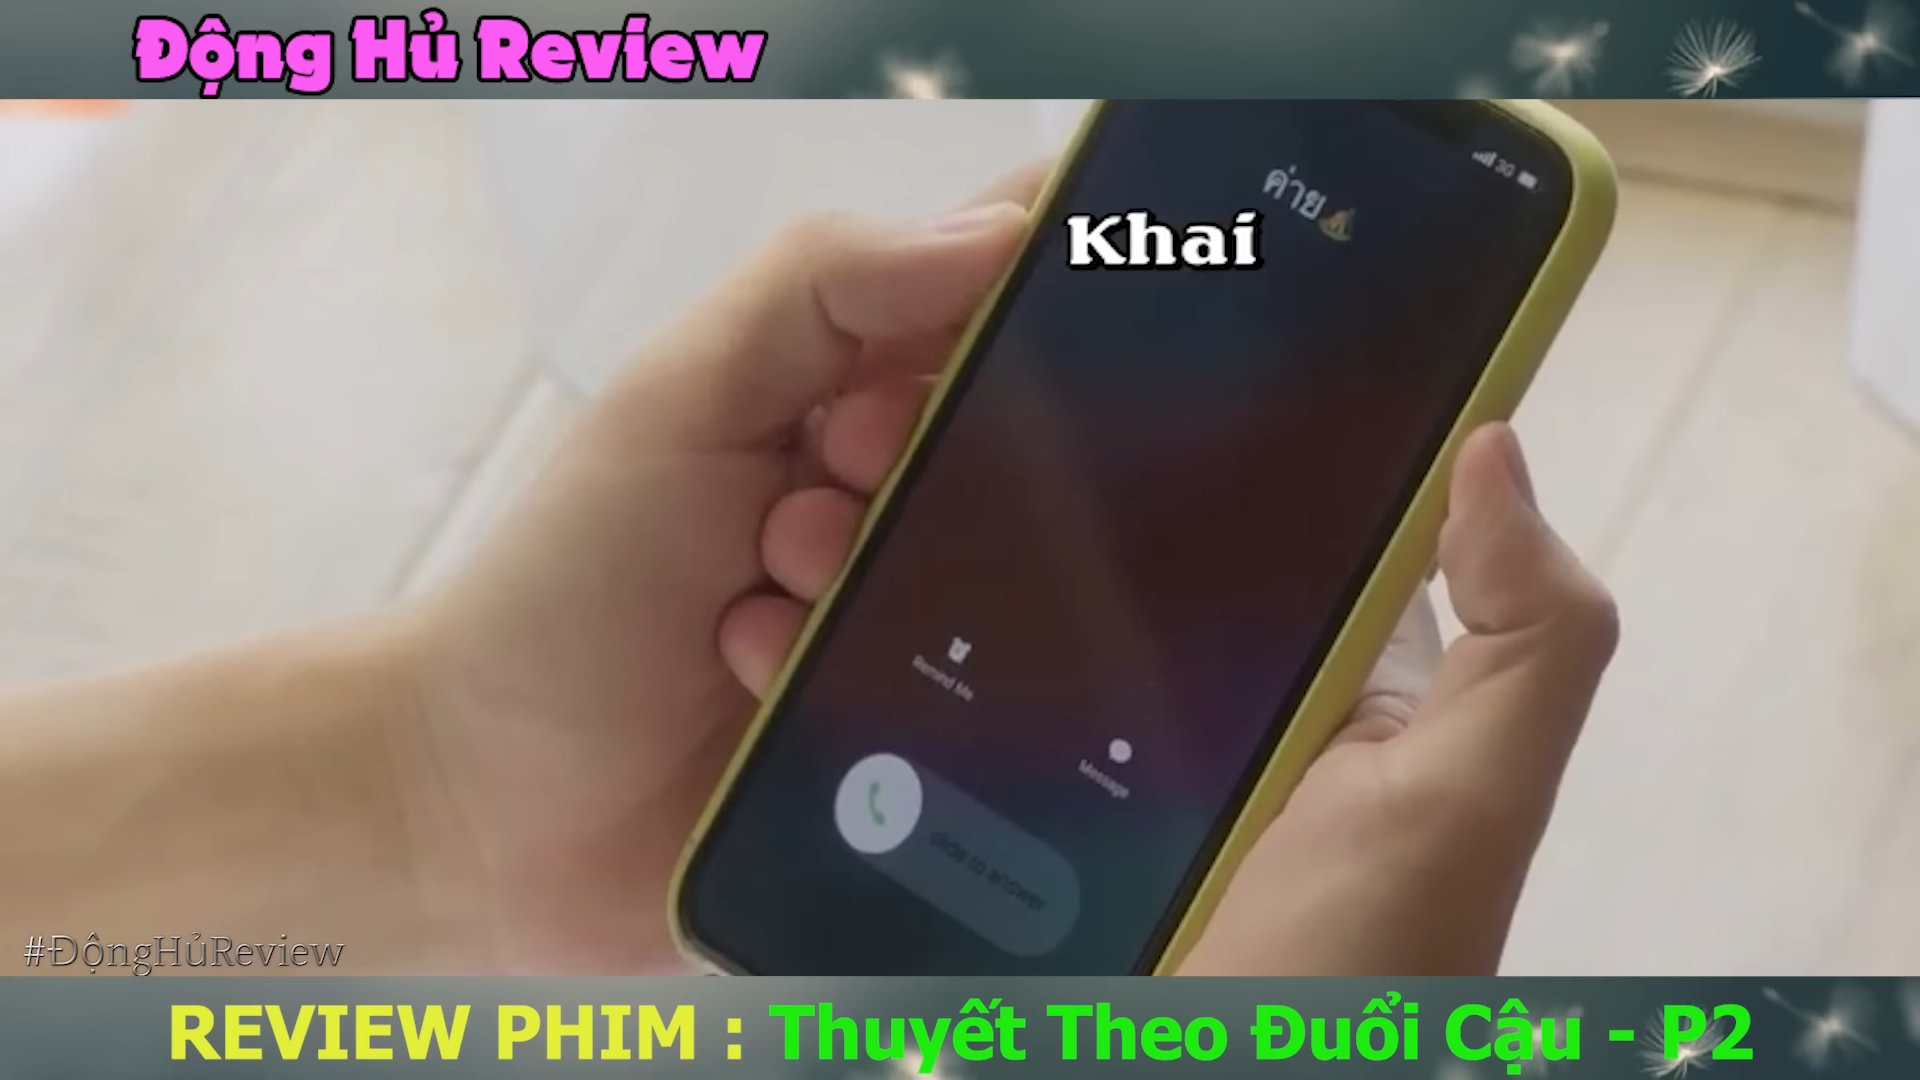 Động Hủ Review
3G
ค่าย
Khai
Remind Me
Message
slide to answer
#ĐộngHủReview
REVIEW PHIM : Thuyết Theo Đuổi Cậu - P2